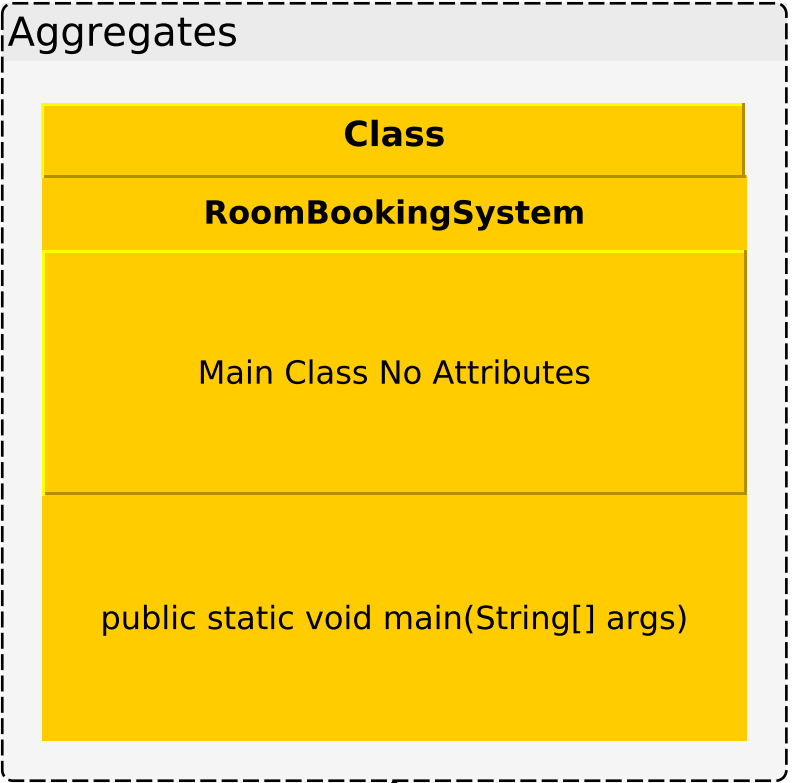 Aggregates
Class
RoomBookingSystem
Main Class No Attributes
public static void main(String[] args)